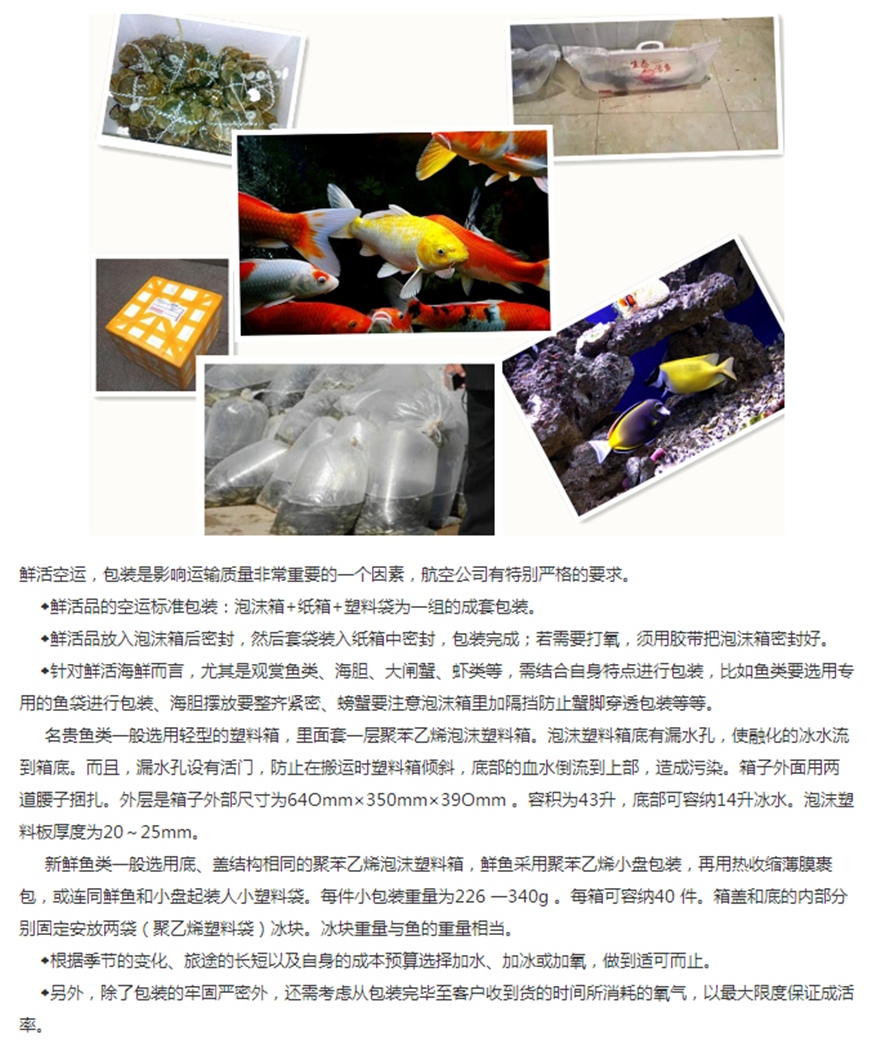 生态
鲜活空运，包装是影响运输质量非常重要的一个因素，航空公司有特别严格的要求。
◆鲜活品的空运标准包装：泡沫箱+纸箱+塑料袋为一组的成套包装。
◆鲜活品放入泡沫箱后密封，然后套袋装入纸箱中密封，包装完成；若需要打氧，须用胶带把泡沫箱密封好。
◆针对鲜活海鲜而言，尤其是观赏鱼类、海胆、大闸蟹、虾类等，需结合自身特点进行包装，比如鱼类要选用专
用的鱼袋进行包装、海胆摆放要整齐紧密、螃蟹要注意泡沫箱里加隔挡防止蟹脚穿透包装等等。
名贵鱼类一般选用轻型的塑料箱，里面套一层聚苯乙烯泡沫塑料箱。泡沫塑料箱底有漏水孔，使融化的冰水流
到箱底。而且，漏水孔设有活门，防止在搬运时塑料箱倾斜，底部的血水倒流到上部，造成污染。箱子外面用两
道腰子捆扎。外层是箱子外部尺寸为64Omm×350mm×39Omm 。容积为43升，底部可容纳14升冰水。泡沫塑
料板厚度为20～25mm。
新鲜鱼类一般选用底、盖结构相同的聚苯乙烯泡沫塑料箱，鲜鱼采用聚苯乙烯小盘包装，再用热收缩薄膜裹
包，或连同鲜鱼和小盘起装人小塑料袋。每件小包装重量为226 —340g 。每箱可容纳40 件。箱盖和底的内部分
别固定安放两袋（聚乙烯塑料袋）冰块。冰块重量与鱼的重量相当。
◆根据季节的变化、旅途的长短以及自身的成本预算选择加水、加冰或加氧，做到适可而止。
◆另外，除了包装的牢固严密外，还需考虑从包装完毕至客户收到货的时间所消耗的氧气，以最大限度保证成活
率。